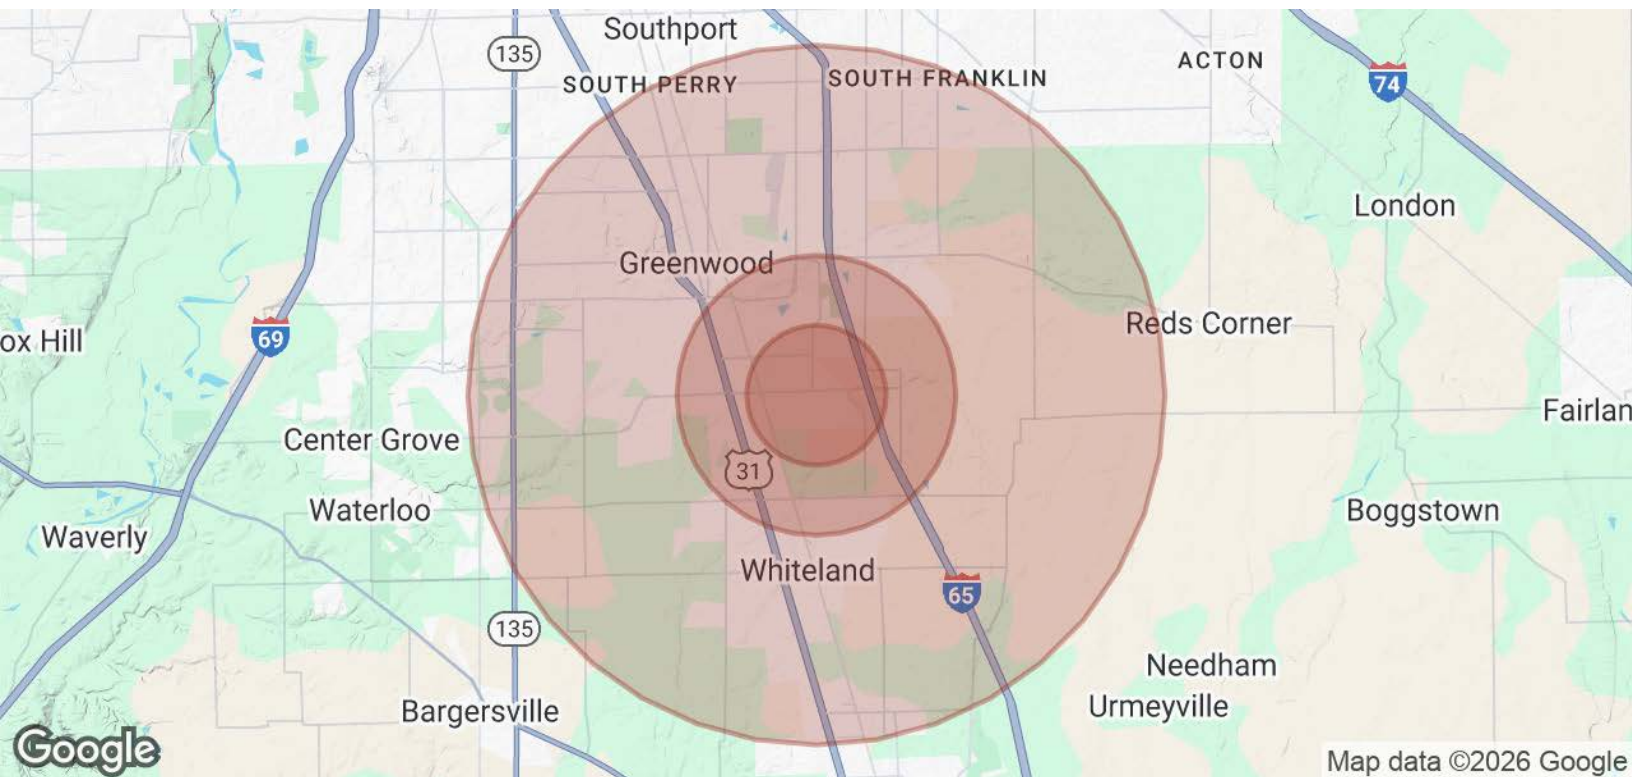 Southport
135
SOUTH PERRY
SOUTH FRANKLIN
ACTON
74
London
Greenwood
Reds Corner
69
ox Hill
Fairlan
Center Grove
31
Waterloo
Boggstown
Waverly
Whiteland
65
135
Needham
Urmeyville
Bargersville
Google
Map data ©2026 Google